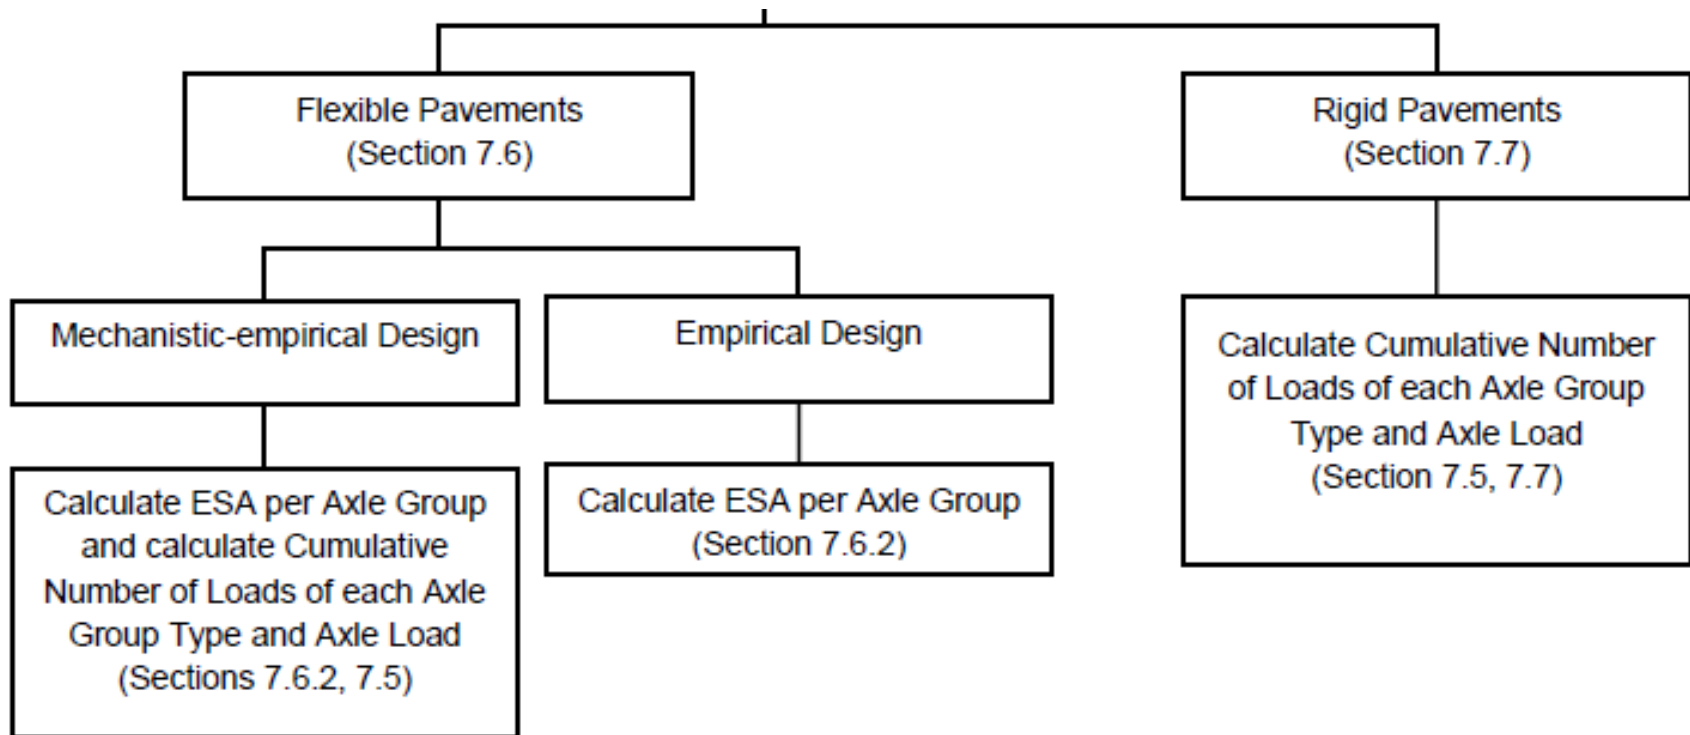 Flexible Pavements
(Section 7.6)
Rigid Pavements
(Section 7.7)
Mechanistic-empirical Design
Empirical Design
Calculate Cumulative Number
of Loads of each Axle Group
Type and Axle Load
(Section 7.5, 7.7)
Calculate ESA per Axle Group
and calculate Cumulative
Number of Loads of each Axle
Group Type and Axle Load
(Sections 7.6.2, 7.5)
Calculate ESA per Axle Group
(Section 7.6.2)